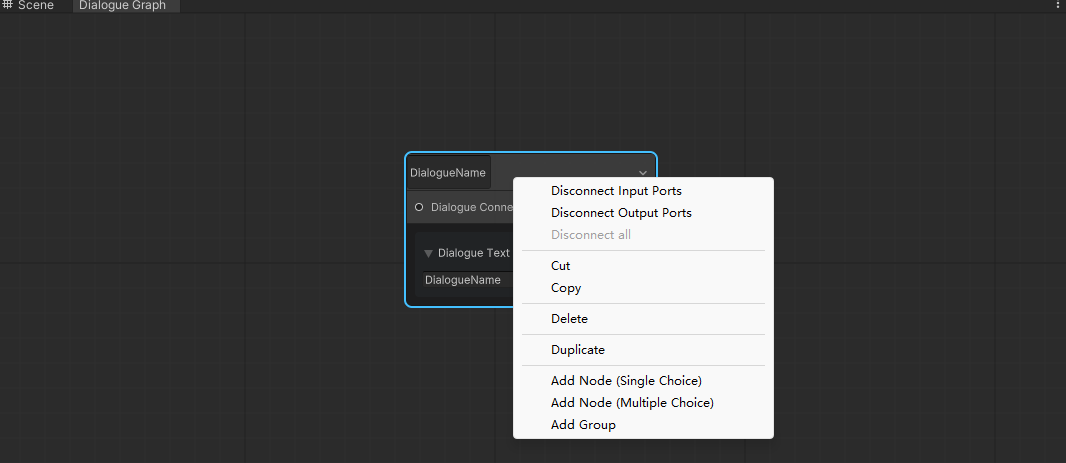 Scene
Dialogue Graph
DialogueName
Dialogue Conne
Dialogue Text
DialogueName
Disconnect Input Ports
Disconnect Output Ports
Disconnect all
Cut
Copy
Delete
Duplicate
Add Node (Single Choice)
Add Node (Multiple Choice)
Add Group